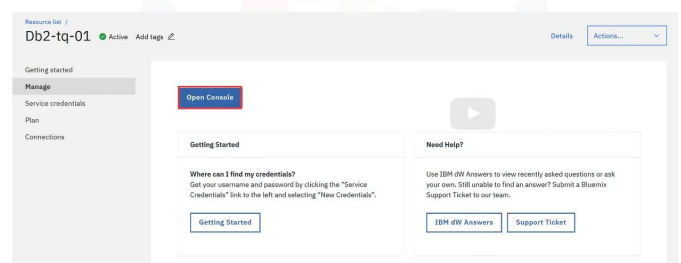 Resource list /
Db2-tq-01 Active Add tags
Details
Actions...
Getting started
Manage
Service credentials
Plan
Connections
Open Console
Getting Started
Where can I find my credentials?
Get your username and password by clicking the "Service
Credentials" link to the left and selecting "New Credentials".
Getting Started
Need Help?
Use IBM dW Answers to view recently asked questions or ask
your own. Still unable to find an answer? Submit a Bluemix
Support Ticket to our team.
IBM dW Answers
Support Ticket